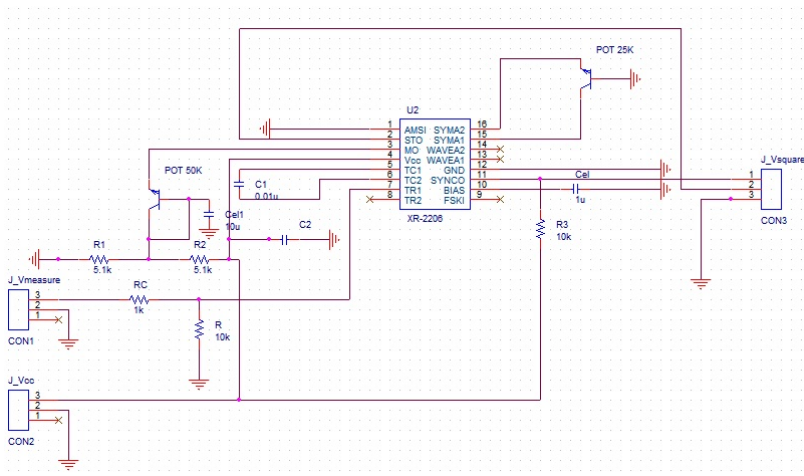 POT 25K
U2
1 AMSI SYMA2 16
2 STO SYMA1 15
3 MO WAVEA2 14
4 Vcc WAVEA1 13
5 TC1 GND 12
6 TC2 SYNCO 11
7 TR1 BIAS 10
8 TR2 FSKI 9
XR-2206
POT 50K
Cel1
10u
C1
0.01u
C2
Cel
1u
R3
10k
J_Vsquare
1
2
3
CON3
R1
5.1k
R2
5.1k
J_Vmeasure
3
2
1
CON1
RC
1k
R
10k
J_Vcc
3
2
1
CON2